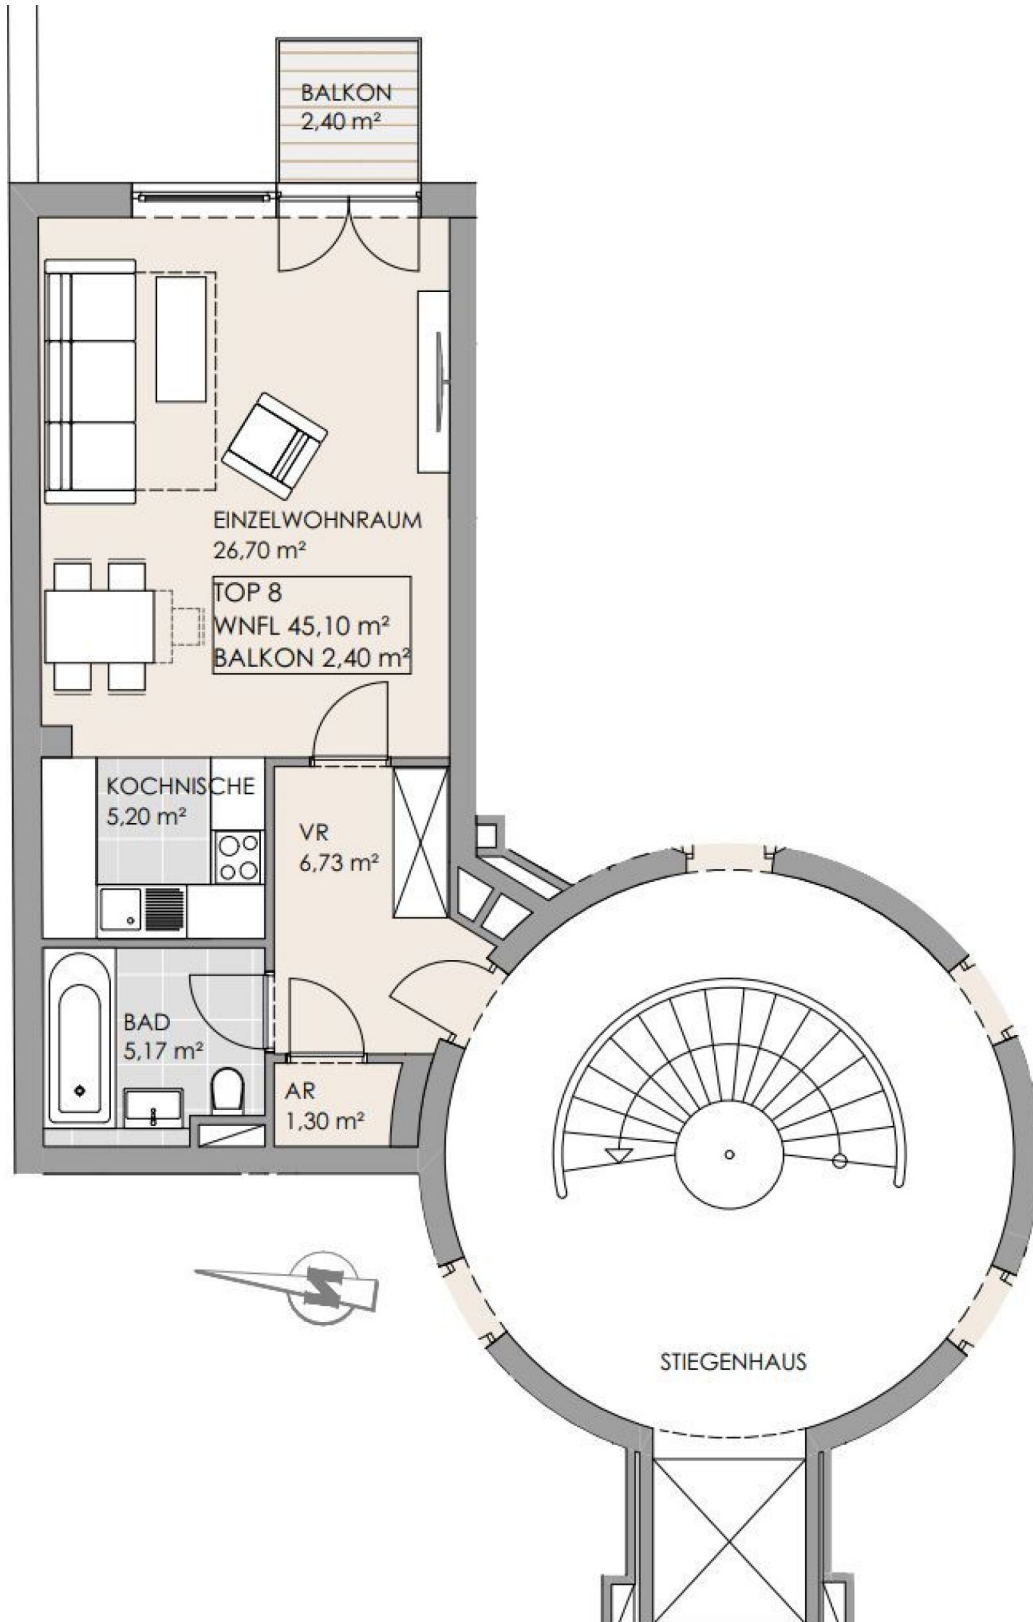 BALKON
2,40 m²
EINZELWOHNRAUM
26,70 m²
TOP 8
WNFL 45,10 m²
BALKON 2,40 m²
KOCHNISCHE
5,20 m²
VR
6,73 m²
BAD
5,17 m²
AR
1,30 m²
N
STIEGENHAUS